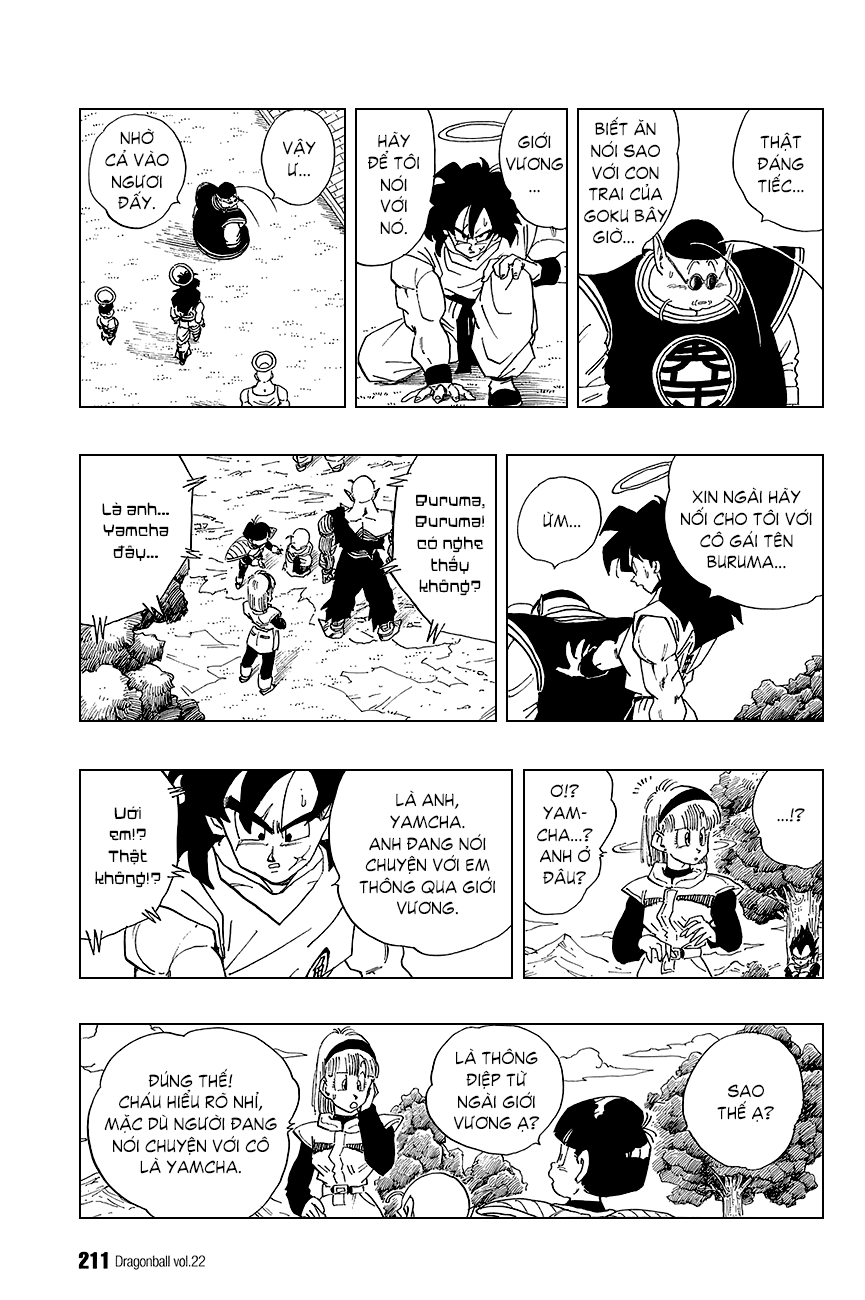 THẬT
ĐÁNG
TIẾC...
BIẾT ĂN
NÓI SAO
VỚI CON
TRAI CỦA
GOKU BÂY
GIỜ...
GIỚI
VƯƠNG
...
HÃY
ĐỂ TÔI
NÓI
VỚI
NÓ.
VẬY
Ư...
NHỜ
CẢ VÀO
NGƯƠI
ĐẤY.
XIN NGÀI HÃY
NỐI CHO TÔI VỚI
CÔ GÁI TÊN
BURUMA...
ỪM...
Buruma,
Buruma!
có nghe
thấy
không!?
Là anh...
Yamcha
đây...
...!?
Ơ!?
YAM-
CHA...?
ANH Ở
ĐÂU?
LÀ ANH,
YAMCHA.
ANH ĐANG NÓI
CHUYỆN VỚI EM
THÔNG QUA GIỚI
VƯƠNG.
Với
em!?
Thật
không!?
SAO
THẾ Ạ?
LÀ THÔNG
ĐIỆP TỪ
NGÀI GIỚI
VƯƠNG Ạ?
ĐÚNG THẾ!
CHÁU HIỂU RÕ NHỈ,
MẶC DÙ NGƯỜI ĐANG
NÓI CHUYỆN VỚI CÔ
LÀ YAMCHA.
211 Dragonball vol.22